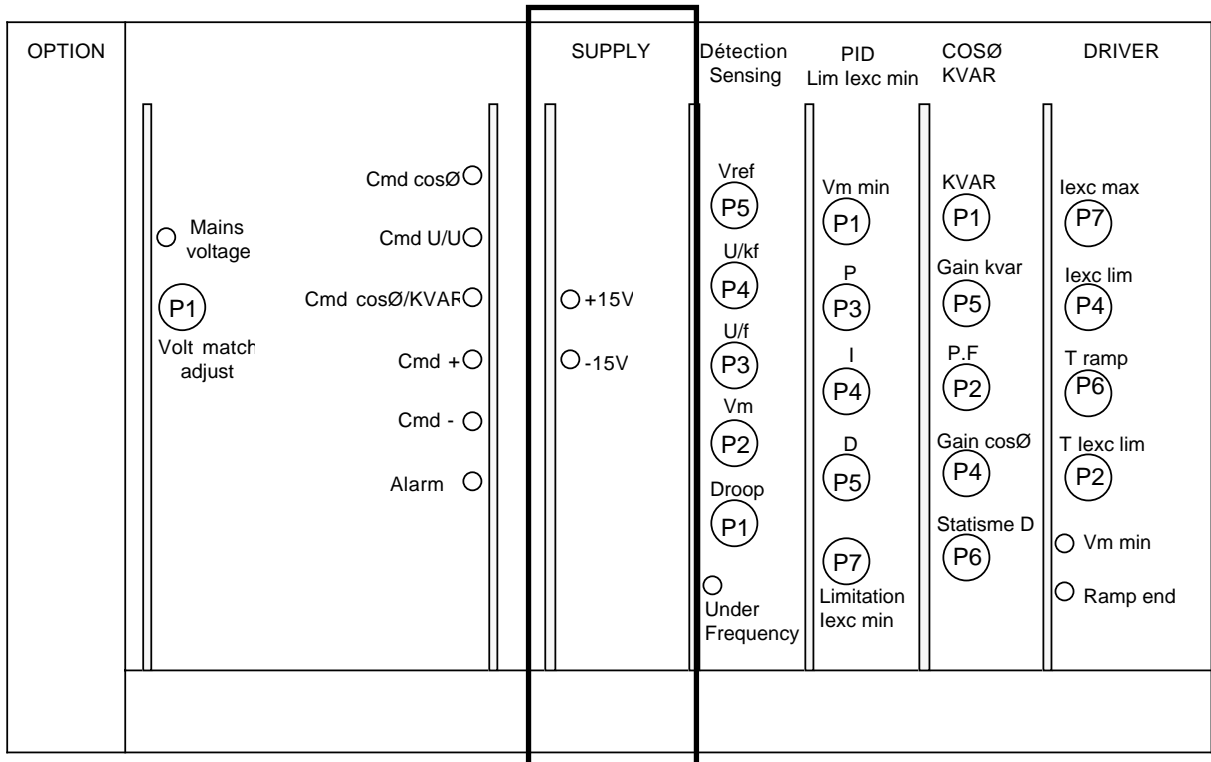 OPTION
SUPPLY
Détection
Sensing
PID
Lim Iexc min
COSØ
KVAR
DRIVER
Mains
voltage
P1
Volt match
adjust
Cmd cosØ
Cmd U/U
Cmd cosØ/KVAR
Cmd +
Cmd -
Alarm
+15V
-15V
Vref
P5
U/kf
P4
U/f
P3
Vm
P2
Droop
P1
Under
Frequency
Vm min
P1
P
P3
I
P4
D
P5
P7
Limitation
Iexc min
KVAR
P1
Gain kvar
P5
P.F
P2
Gain cosØ
P4
Statisme D
P6
Iexc max
P7
Iexc lim
P4
T ramp
P6
T Iexc lim
P2
Vm min
Ramp end